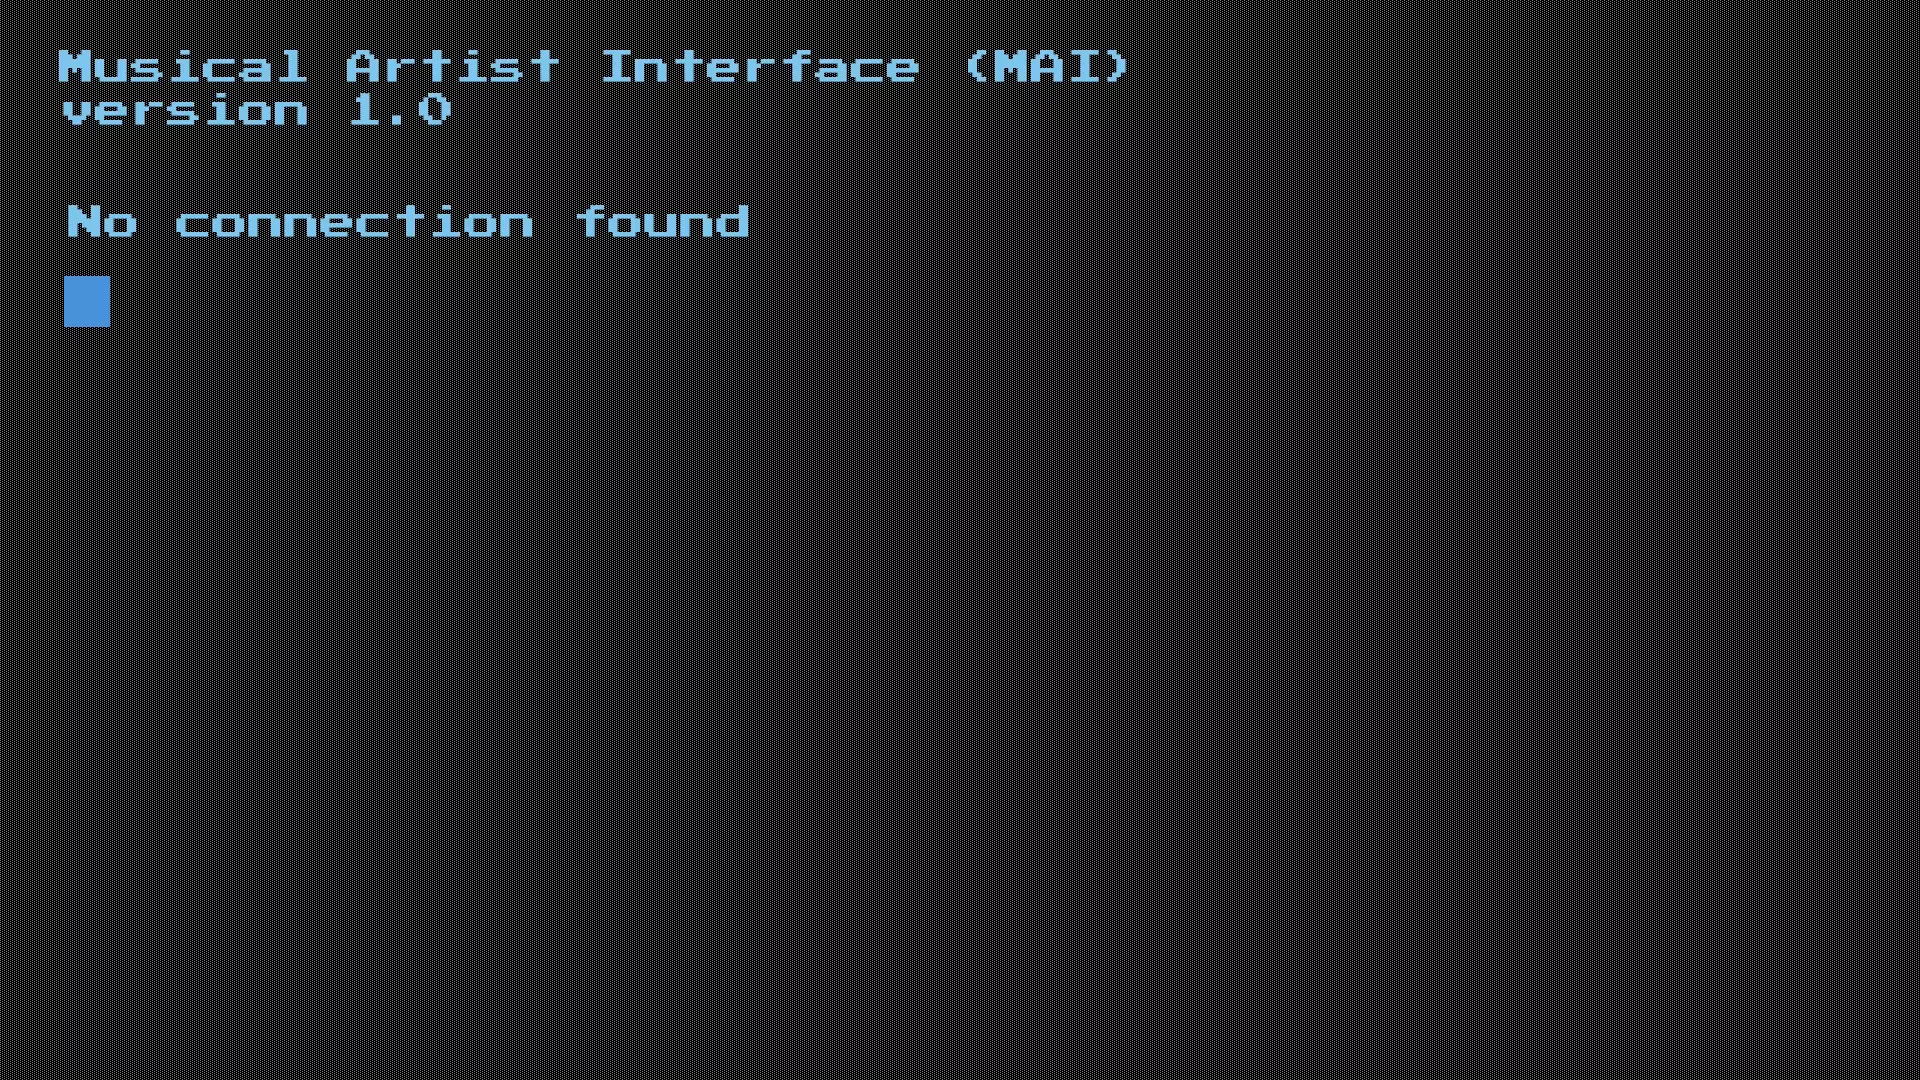 Musical Artist Interface (MAI)
version 1.0
No connection found